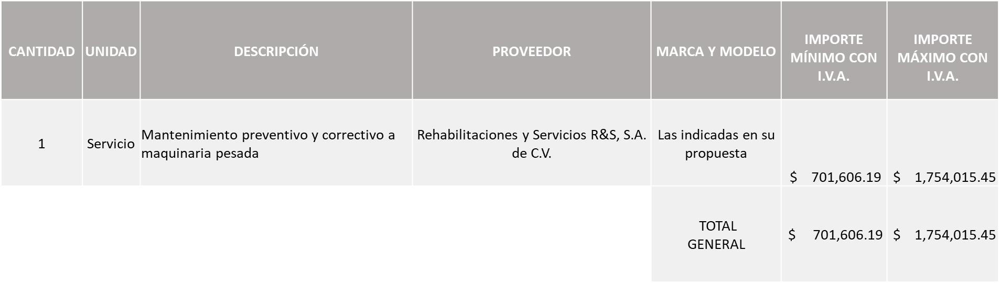 CANTIDAD
UNIDAD
DESCRIPCIÓN
PROVEEDOR
MARCA Y MODELO
IMPORTE
MÍNIMO CON
I.V.A.
IMPORTE
MÁXIMO CON
I.V.A.
1
Servicio
Mantenimiento preventivo y correctivo a
maquinaria pesada
Rehabilitaciones y Servicios R&S, S.A.
de C.V.
Las indicadas en su
propuesta
$ 701,606.19
$ 1,754,015.45
TOTAL
GENERAL
$ 701,606.19
$ 1,754,015.45